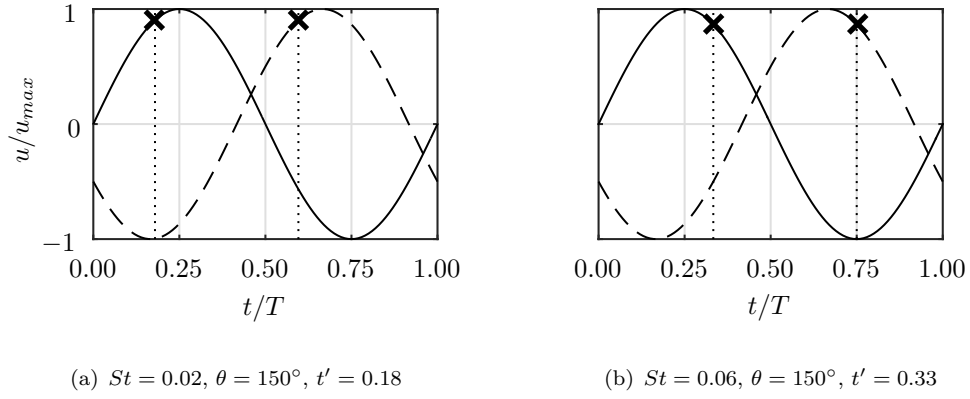 1
0
−1
u/u_max
0.00 0.25 0.50 0.75 1.00
t/T
0.00 0.25 0.50 0.75 1.00
t/T
(a) St = 0.02, θ = 150°, t′ = 0.18
(b) St = 0.06, θ = 150°, t′ = 0.33